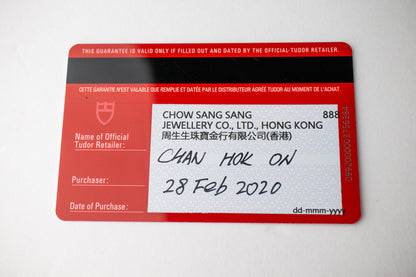 THIS GUARANTEE IS VALID ONLY IF FILLED OUT AND DATED BY THE OFFICIAL TUDOR RETAILER.
CETTE GARANTIE N'EST VALABLE QUE REMPLIE ET DATÉE PAR LE DISTRIBUTEUR AGRÉÉ TUDOR AU MOMENT DE L'ACHAT.
Name of Official
Tudor Retailer:
CHOW SANG SANG 888
JEWELLERY CO., LTD., HONG KONG
周生生珠寶金行有限公司(香港)
Purchaser:
CHAN HOK ON
Date of Purchase:
28 Feb 2020
dd-mmm-yyyy